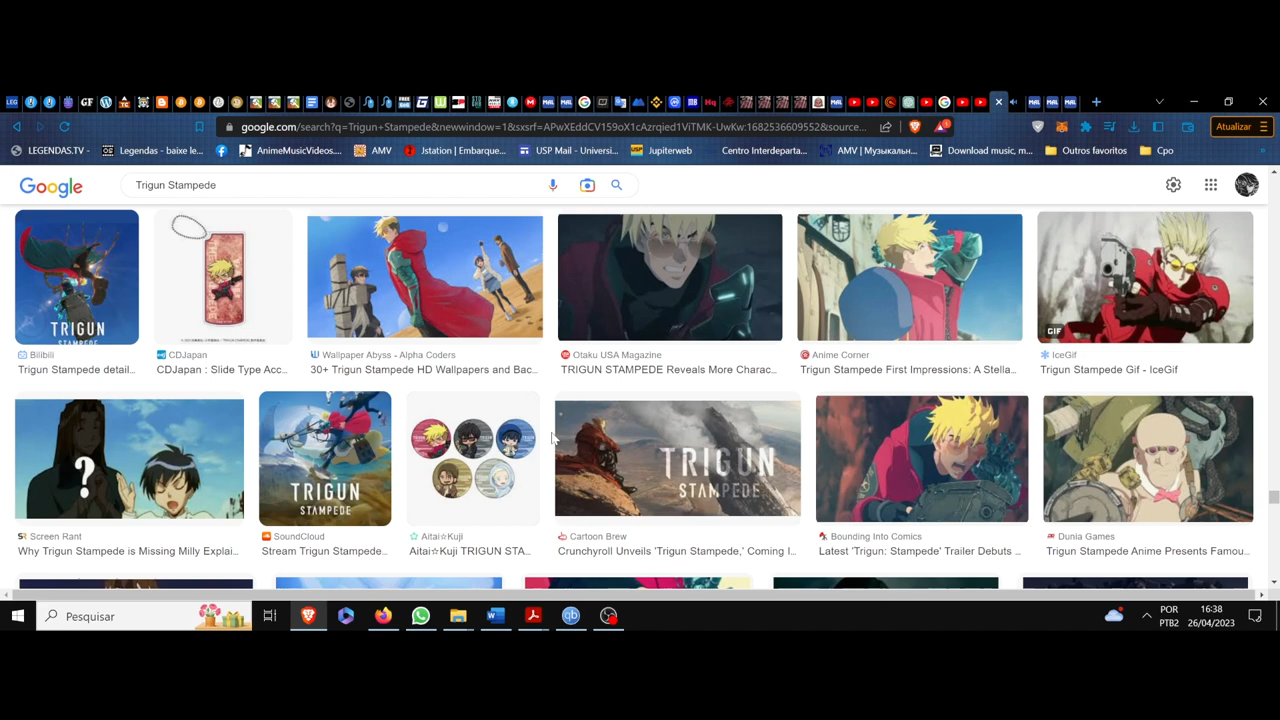 LEG
GF
google.com/search?q=Trigun+Stampede&newwindow=1&sxsrf=APwXEddCV159oX1cAzrqied1ViTMK-UwKw:1682536609552&source...
Atualizar
LEGENDAS.TV -
Legendas - baixe le...
AnimeMusicVideos....
AMV
Jstation | Embarque...
USP Mail - Universi...
Jupiterweb
Centro Interdeparta...
AMV | Музыкальн...
Download music, m...
Outros favoritos
Cpo
Google
Trigun Stampede
TRIGUN
STAMPEDE
GIF
Bilibili
CDJapan
Wallpaper Abyss - Alpha Coders
Otaku USA Magazine
Anime Corner
IceGif
Trigun Stampede detail...
CDJapan : Slide Type Acc...
30+ Trigun Stampede HD Wallpapers and Bac...
TRIGUN STAMPEDE Reveals More Charac...
Trigun Stampede First Impressions: A Stella...
Trigun Stampede Gif - IceGif
?
TRIGUN
STAMPEDE
TRIGUN
STAMPEDE
Screen Rant
SoundCloud
Aitai☆Kuji
Cartoon Brew
Bounding Into Comics
Dunia Games
Why Trigun Stampede is Missing Milly Explai...
Stream Trigun Stampede...
Aitai☆Kuji TRIGUN STA...
Crunchyroll Unveils 'Trigun Stampede,' Coming I...
Latest 'Trigun: Stampede' Trailer Debuts ...
Trigun Stampede Anime Presents Famou...
Pesquisar
POR
PTB2
16:38
26/04/2023